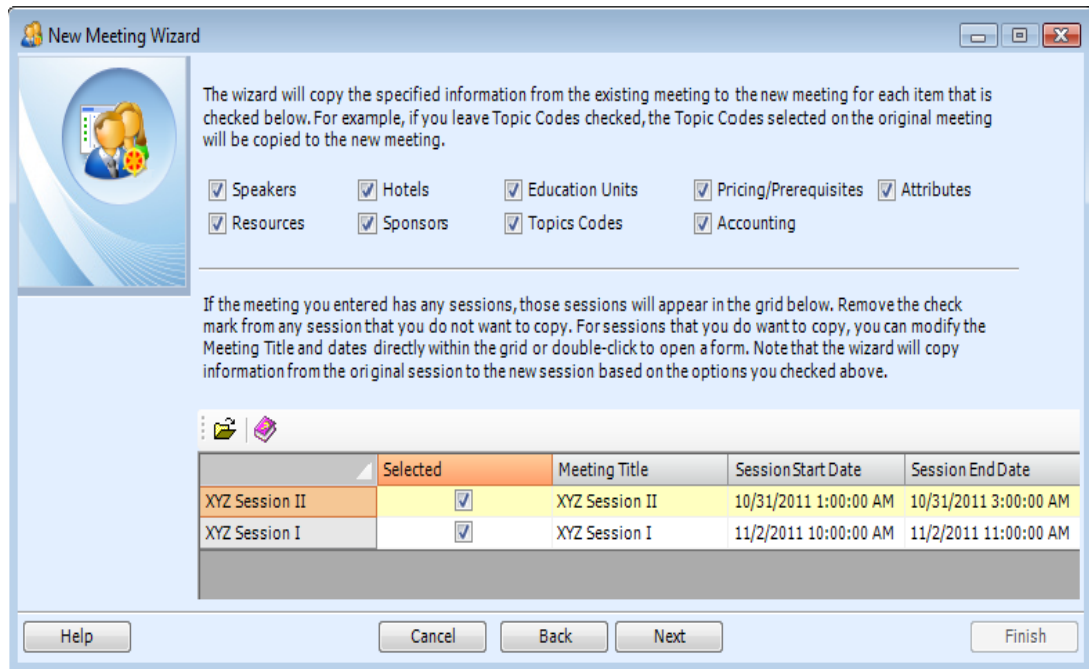 New Meeting Wizard
The wizard will copy the specified information from the existing meeting to the new meeting for each item that is
checked below. For example, if you leave Topic Codes checked, the Topic Codes selected on the original meeting
will be copied to the new meeting.
Speakers Hotels Education Units Pricing/Prerequisites Attributes
Resources Sponsors Topics Codes Accounting
If the meeting you entered has any sessions, those sessions will appear in the grid below. Remove the check
mark from any session that you do not want to copy. For sessions that you do want to copy, you can modify the
Meeting Title and dates directly within the grid or double-click to open a form. Note that the wizard will copy
information from the original session to the new session based on the options you checked above.
Selected Meeting Title Session Start Date Session End Date
XYZ Session II XYZ Session II 10/31/2011 1:00:00 AM 10/31/2011 3:00:00 AM
XYZ Session I XYZ Session I 11/2/2011 10:00:00 AM 11/2/2011 11:00:00 AM
Help Cancel Back Next Finish